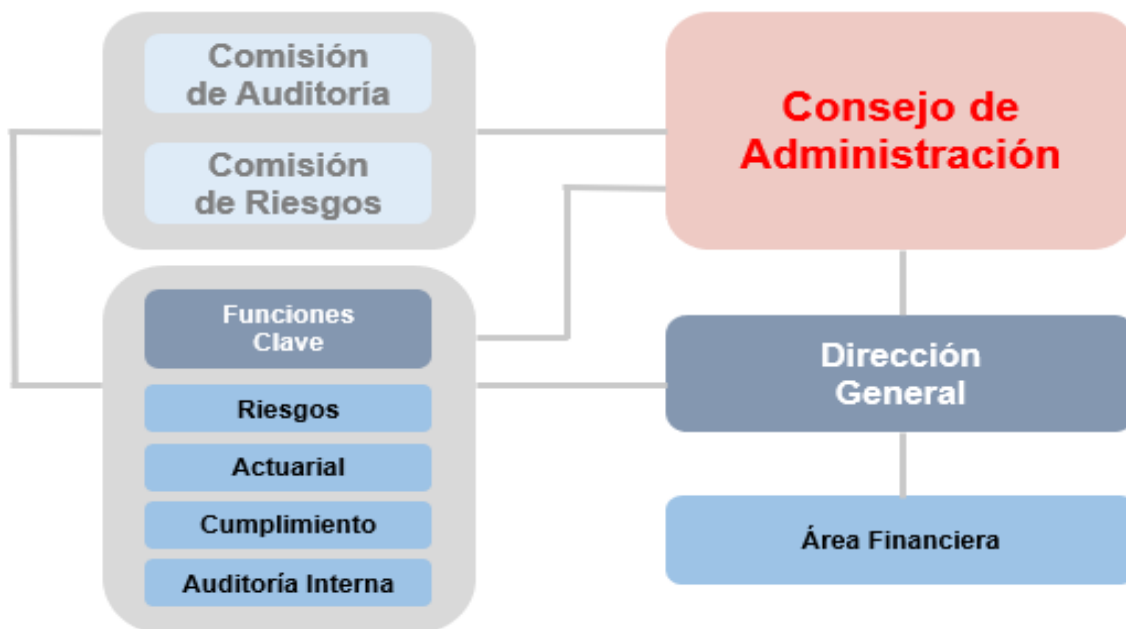 Comisión
de Auditoría
Comisión
de Riesgos
Consejo de
Administración
Funciones
Clave
Riesgos
Actuarial
Cumplimiento
Auditoría Interna
Dirección
General
Área Financiera